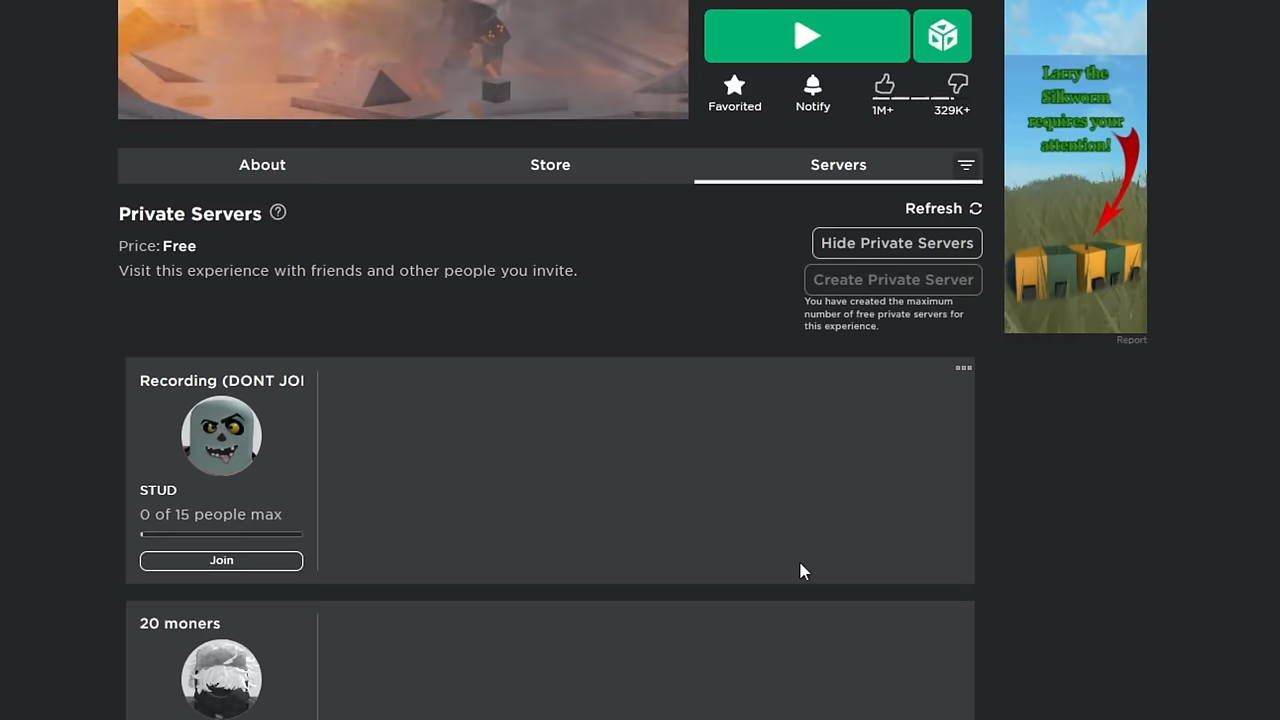 Favorited
Notify
1M+
329K+
Larry the
Silkworm
requires your
attention!
About
Store
Servers
Private Servers
Refresh
Price: Free
Hide Private Servers
Visit this experience with friends and other people you invite.
Create Private Server
You have created the maximum
number of free private servers for
this experience.
Report
Recording (DONT JOI
STUD
0 of 15 people max
Join
20 moners